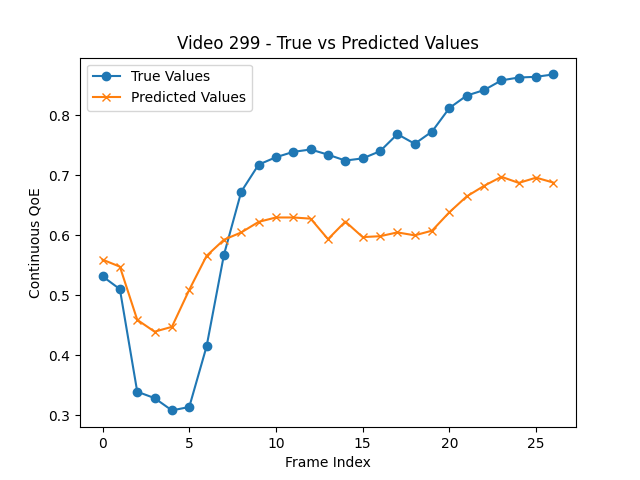 Video 299 - True vs Predicted Values
True Values
Predicted Values
Continuous QoE
0.8
0.7
0.6
0.5
0.4
0.3
0 5 10 15 20 25
Frame Index